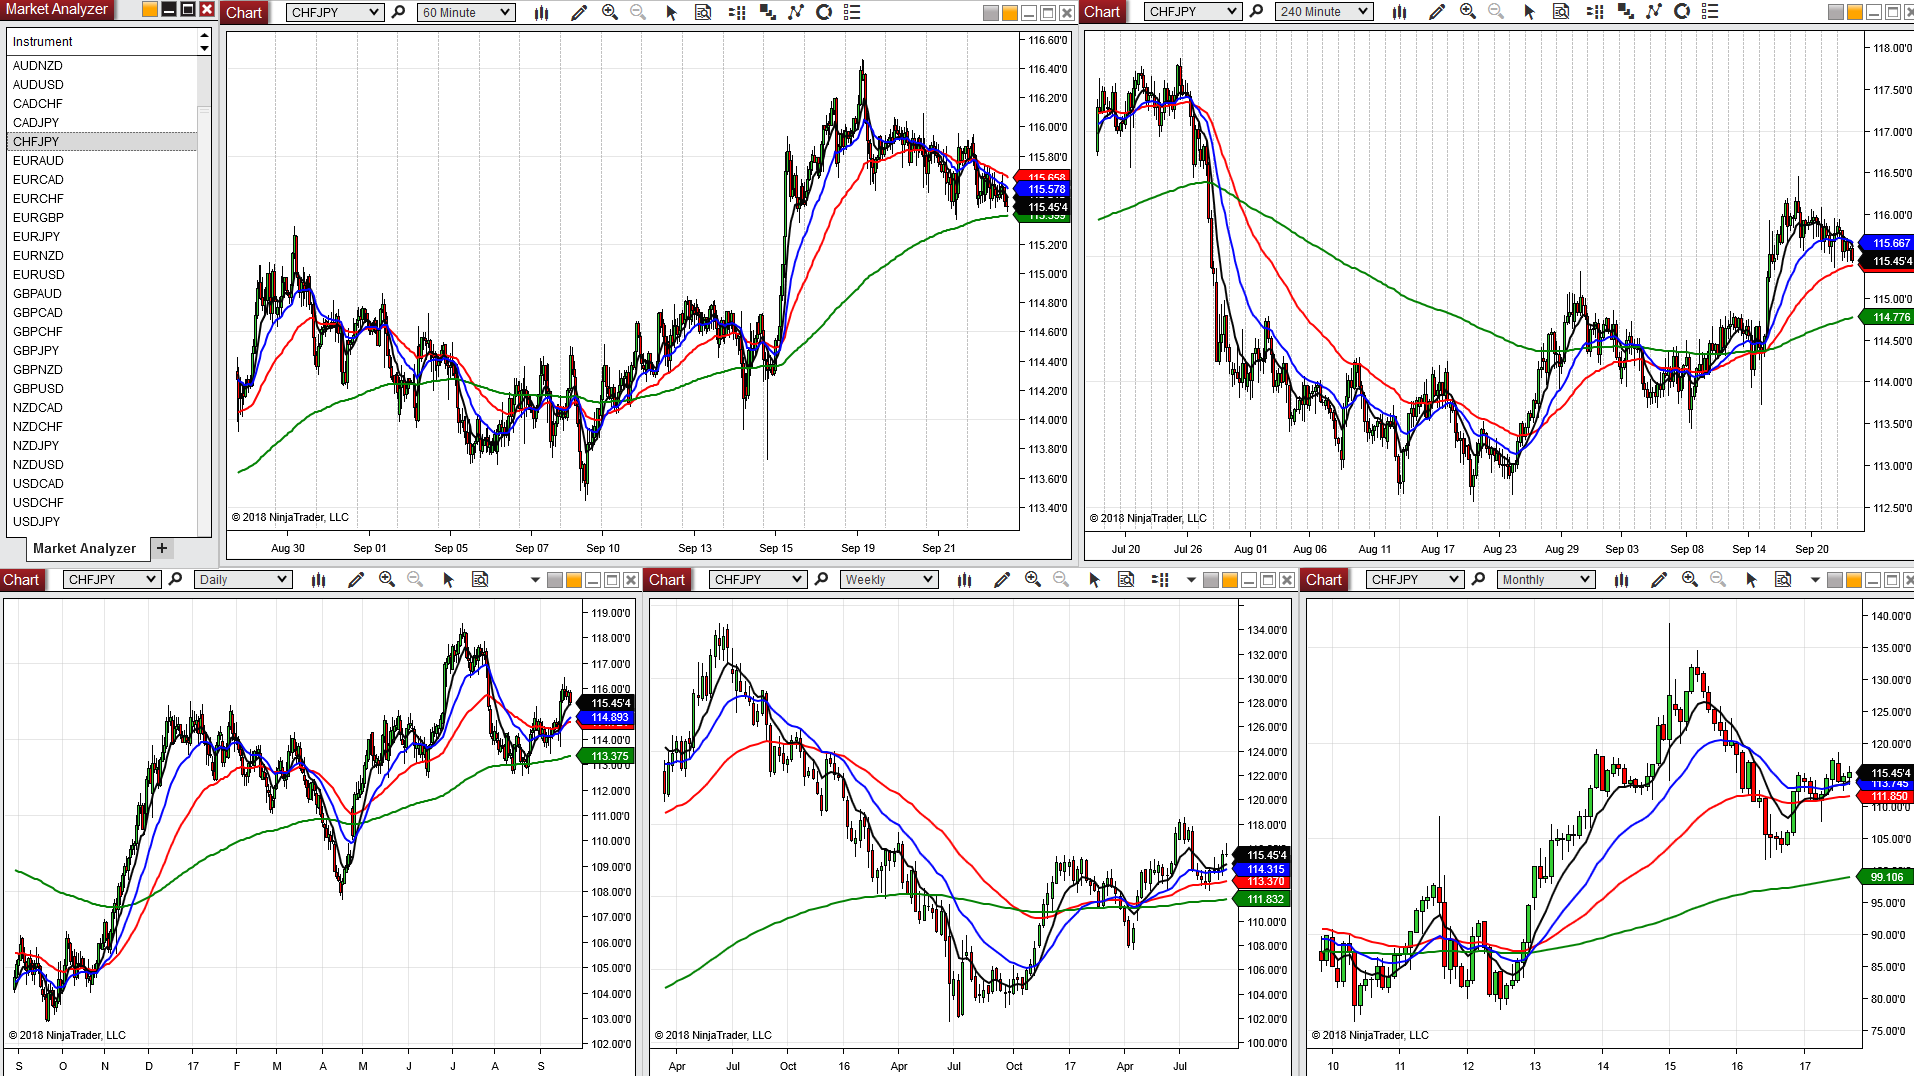 Market Analyzer
Instrument
AUDNZD
AUDUSD
CADCHF
CADJPY
CHFJPY
EURAUD
EURCAD
EURCHF
EURGBP
EURJPY
EURNZD
EURUSD
GBPAUD
GBPCAD
GBPCHF
GBPJPY
GBPNZD
GBPUSD
NZDCAD
NZDCHF
NZDJPY
NZDUSD
USDCAD
USDCHF
USDJPY
Market Analyzer +
Chart CHFJPY 60 Minute
116.60'0
116.40'0
116.20'0
116.00'0
115.80'0
115.658
115.578
115.45'4
115.20'0
115.00'0
114.80'0
114.60'0
114.40'0
114.20'0
114.00'0
113.80'0
113.60'0
113.40'0
© 2018 NinjaTrader, LLC
Aug 30 Sep 01 Sep 05 Sep 07 Sep 10 Sep 13 Sep 15 Sep 19 Sep 21
Chart CHFJPY 240 Minute
118.00'0
117.50'0
117.00'0
116.50'0
116.00'0
115.667
115.45'4
115.00'0
114.776
114.50'0
114.00'0
113.50'0
113.00'0
112.50'0
© 2018 NinjaTrader, LLC
Jul 20 Jul 26 Aug 01 Aug 06 Aug 11 Aug 17 Aug 23 Aug 29 Sep 03 Sep 08 Sep 14 Sep 20
Chart CHFJPY Daily
119.00'0
118.00'0
117.00'0
116.00'0
115.45'4
114.893
114.00'0
113.375
113.00'0
112.00'0
111.00'0
110.00'0
109.00'0
108.00'0
107.00'0
106.00'0
105.00'0
104.00'0
103.00'0
102.00'0
© 2018 NinjaTrader, LLC
S O N D 17 F M A M J J A S
Chart CHFJPY Weekly
134.00'0
132.00'0
130.00'0
128.00'0
126.00'0
124.00'0
122.00'0
120.00'0
118.00'0
115.45'4
114.315
113.370
111.832
110.00'0
108.00'0
106.00'0
104.00'0
102.00'0
100.00'0
© 2018 NinjaTrader, LLC
Apr Jul Oct 16 Apr Jul Oct 17 Apr Jul
Chart CHFJPY Monthly
140.00'0
135.00'0
130.00'0
125.00'0
120.00'0
115.45'4
113.745
111.850
110.00'0
105.00'0
99.106
95.00'0
90.00'0
85.00'0
80.00'0
75.00'0
© 2018 NinjaTrader, LLC
10 11 12 13 14 15 16 17